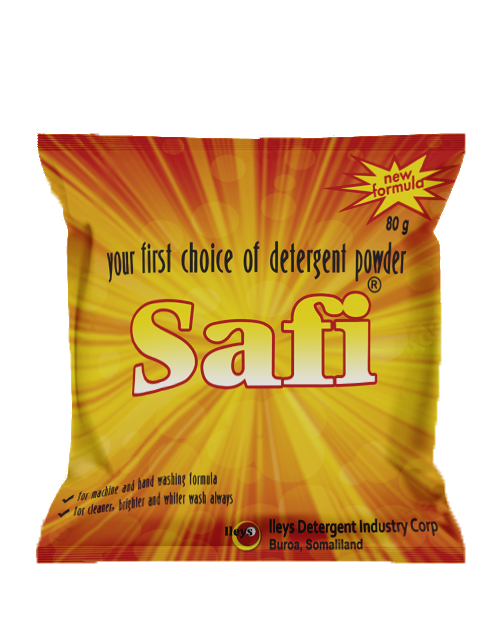 new
formula
80 g
your first choice of detergent powder
Safi®
✓ for machine and hand washing formula
✓ for cleaner, brighter and whiter wash always
Ileys
Ileys Detergent Industry Corp
Buroa, Somaliland